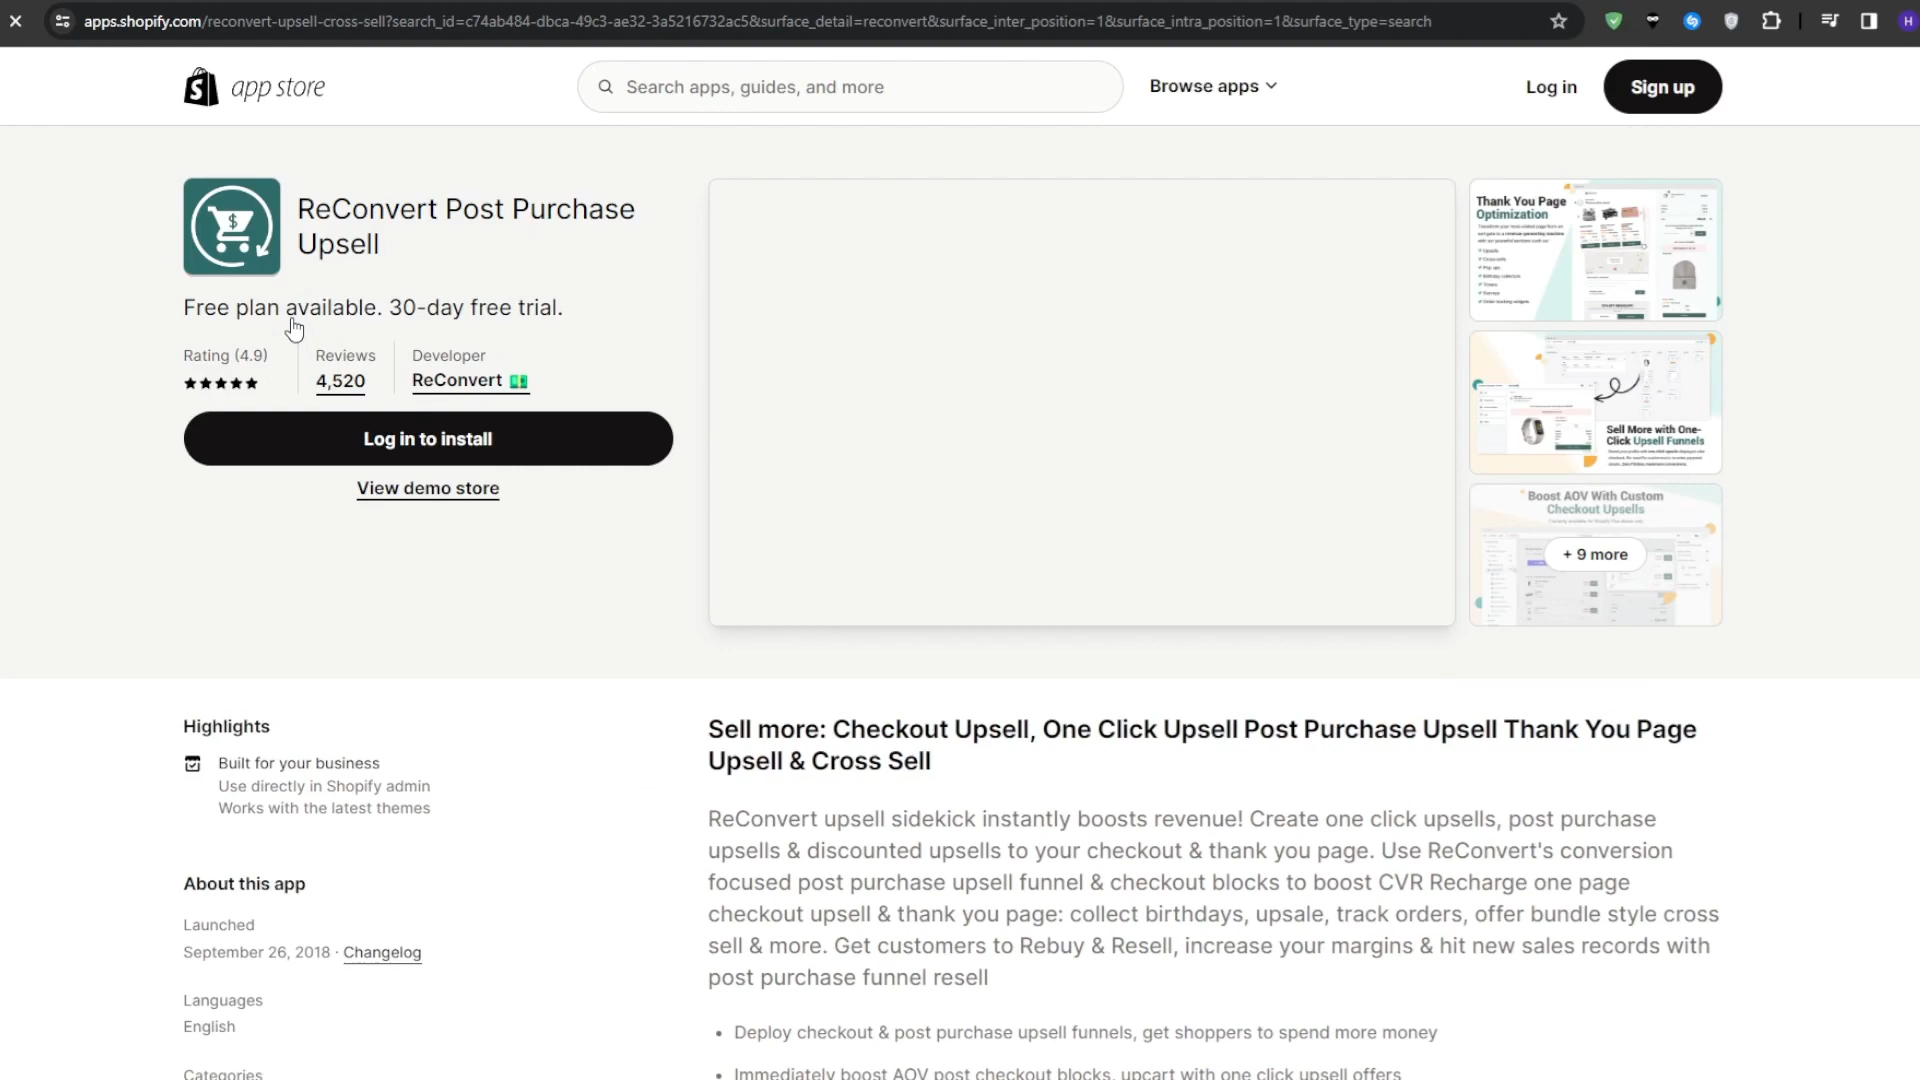 apps.shopify.com/reconvert-upsell-cross-sell?search_id=c74ab484-dbca-49c3-ae32-3a5216732ac5&surface_detail=reconvert&surface_inter_position=1&surface_intra_position=1&surface_type=search
H
app store
Search apps, guides, and more
Browse apps
Log in
Sign up
ReConvert Post Purchase
Upsell
Free plan available. 30-day free trial.
Rating (4.9)
Reviews
Developer
4,520
ReConvert
Log in to install
View demo store
Thank You Page
Optimization
Sell More with One-
Click Upsell Funnels
Boost AOV With Custom
Checkout Upsells
+ 9 more
Highlights
Built for your business
Use directly in Shopify admin
Works with the latest themes
About this app
Launched
September 26, 2018 · Changelog
Languages
English
Categories
Sell more: Checkout Upsell, One Click Upsell Post Purchase Upsell Thank You Page
Upsell & Cross Sell
ReConvert upsell sidekick instantly boosts revenue! Create one click upsells, post purchase
upsells & discounted upsells to your checkout & thank you page. Use ReConvert's conversion
focused post purchase upsell funnel & checkout blocks to boost CVR Recharge one page
checkout upsell & thank you page: collect birthdays, upsale, track orders, offer bundle style cross
sell & more. Get customers to Rebuy & Resell, increase your margins & hit new sales records with
post purchase funnel resell
• Deploy checkout & post purchase upsell funnels, get shoppers to spend more money
• Immediately boost AOV post checkout blocks, upcart with one click upsell offers